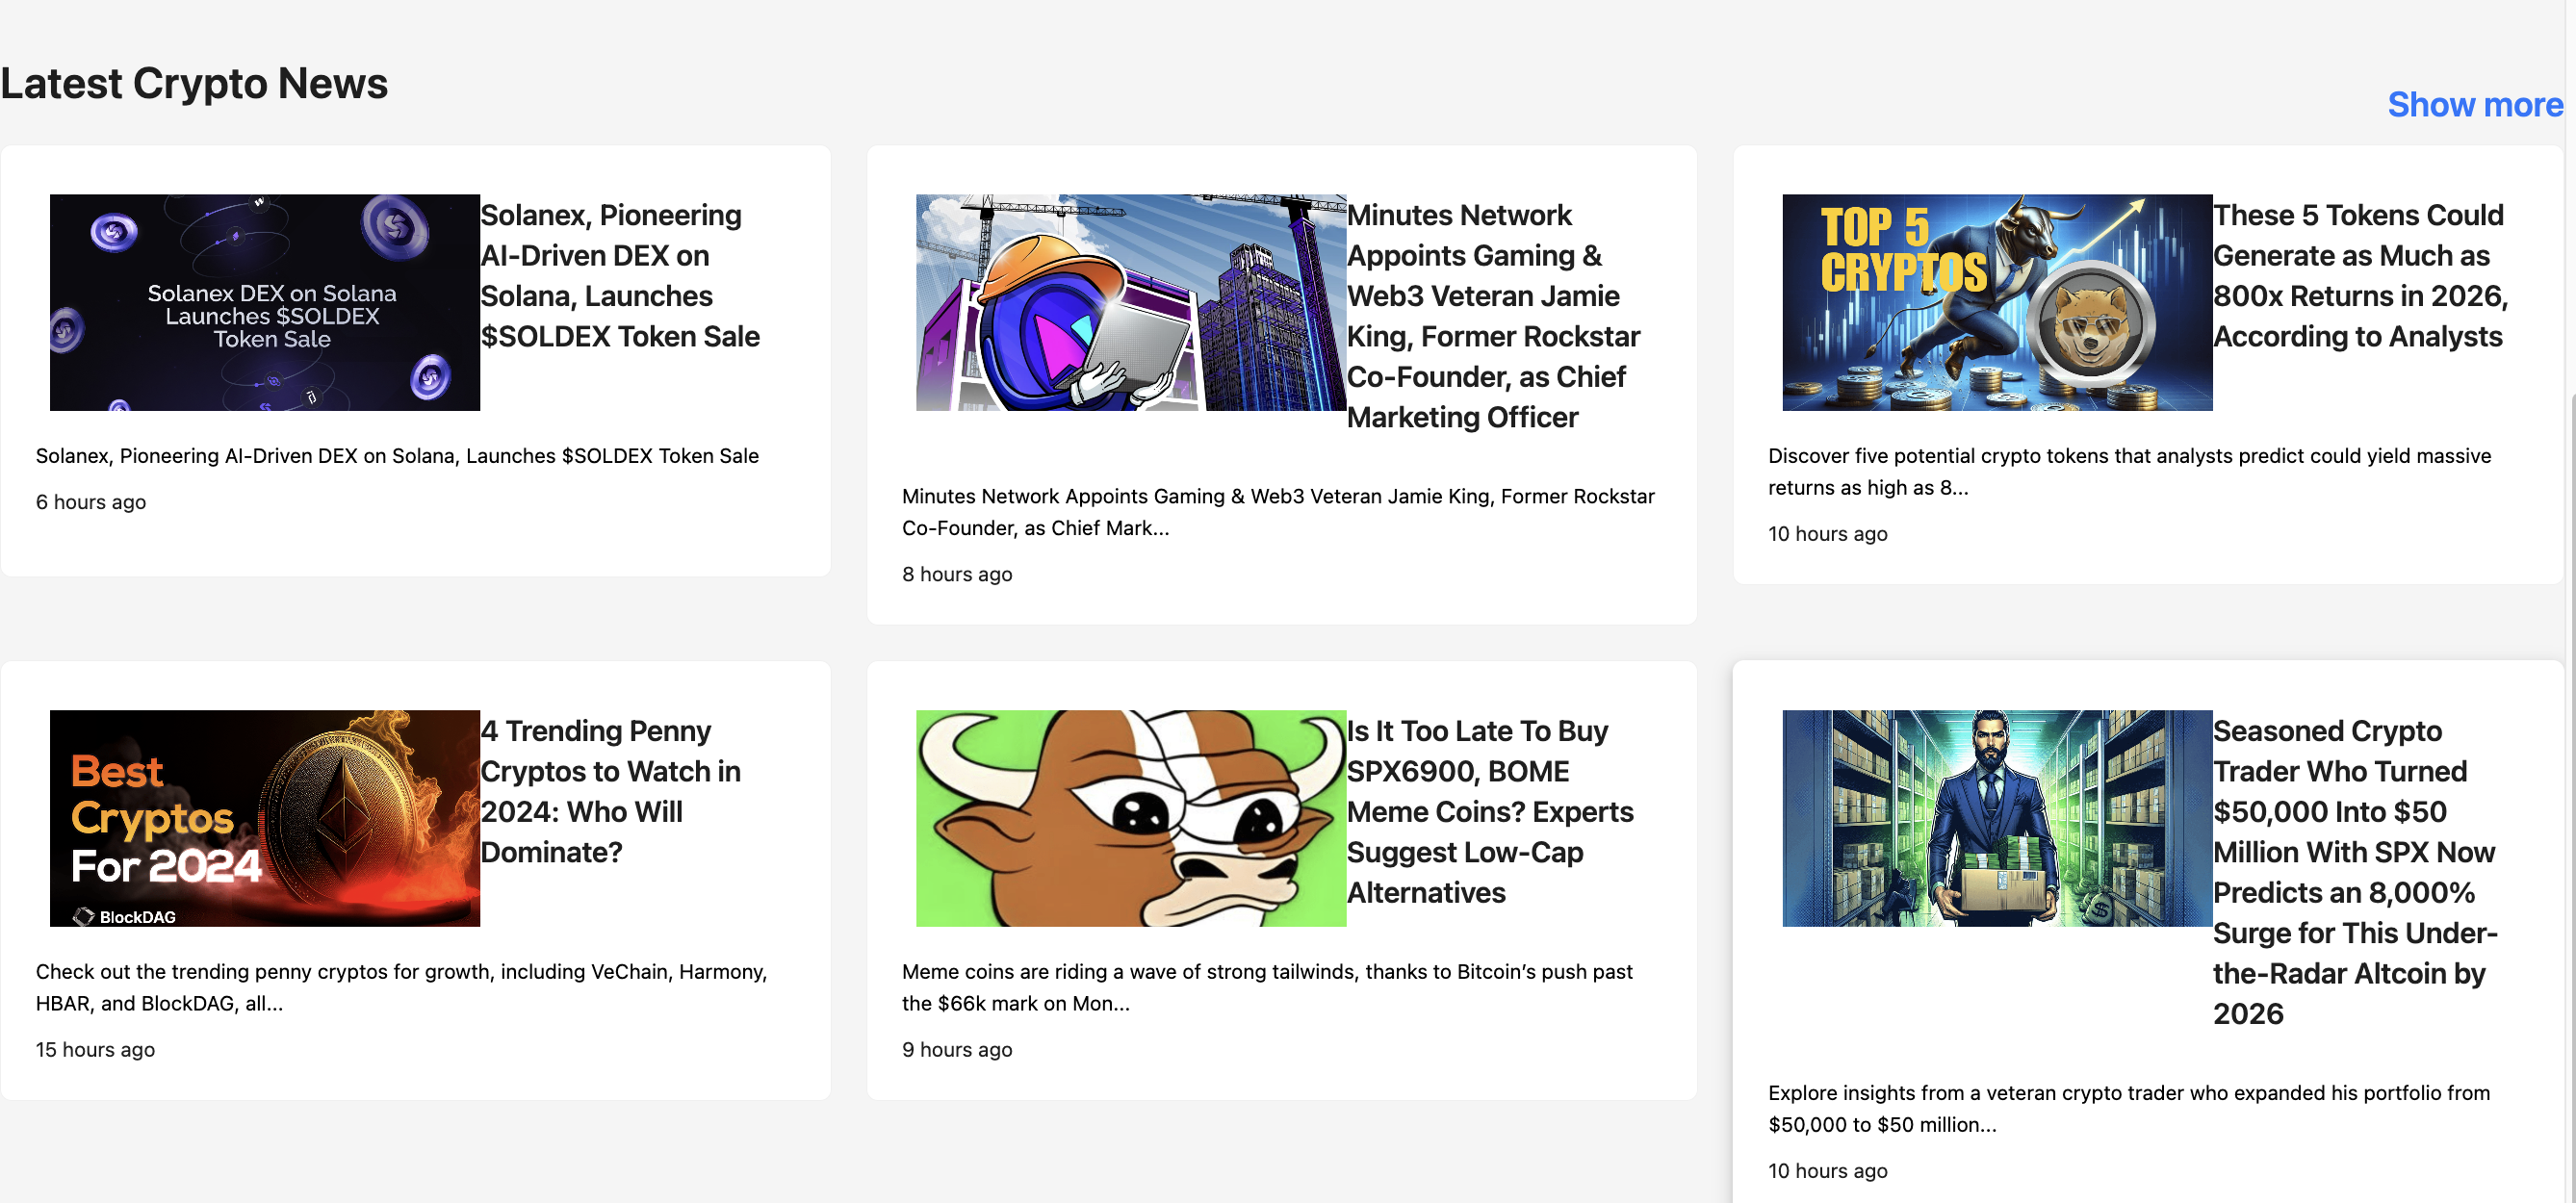 Latest Crypto News
Show more
Solanex DEX on Solana
Launches $SOLDEX
Token Sale
Solanex, Pioneering
AI-Driven DEX on
Solana, Launches
$SOLDEX Token Sale
Solanex, Pioneering AI-Driven DEX on Solana, Launches $SOLDEX Token Sale
6 hours ago
Minutes Network
Appoints Gaming &
Web3 Veteran Jamie
King, Former Rockstar
Co-Founder, as Chief
Marketing Officer
Minutes Network Appoints Gaming & Web3 Veteran Jamie King, Former Rockstar
Co-Founder, as Chief Mark...
8 hours ago
TOP 5
CRYPTOS
These 5 Tokens Could
Generate as Much as
800x Returns in 2026,
According to Analysts
Discover five potential crypto tokens that analysts predict could yield massive
returns as high as 8...
10 hours ago
Best
Cryptos
For 2024
BlockDAG
4 Trending Penny
Cryptos to Watch in
2024: Who Will
Dominate?
Check out the trending penny cryptos for growth, including VeChain, Harmony,
HBAR, and BlockDAG, all...
15 hours ago
Is It Too Late To Buy
SPX6900, BOME
Meme Coins? Experts
Suggest Low-Cap
Alternatives
Meme coins are riding a wave of strong tailwinds, thanks to Bitcoin’s push past
the $66k mark on Mon...
9 hours ago
$
Seasoned Crypto
Trader Who Turned
$50,000 Into $50
Million With SPX Now
Predicts an 8,000%
Surge for This Under-
the-Radar Altcoin by
2026
Explore insights from a veteran crypto trader who expanded his portfolio from
$50,000 to $50 million...
10 hours ago